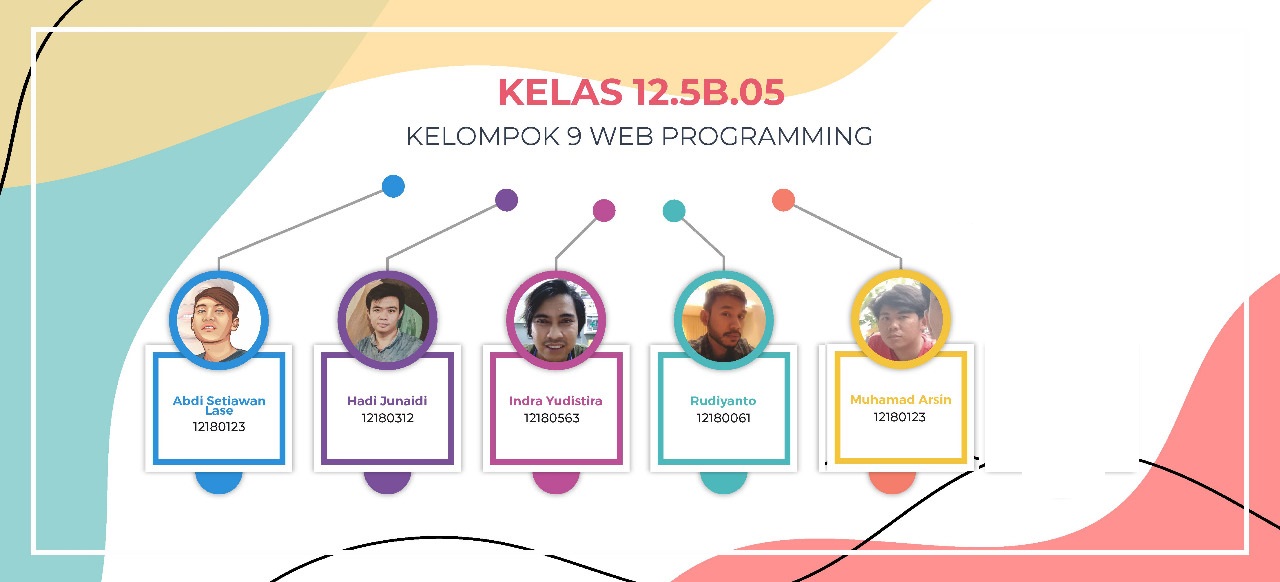 KELAS 12.5B.05
KELOMPOK 9 WEB PROGRAMMING
Abdi Setiawan
Lase
12180123
Hadi Junaidi
12180312
Indra Yudistira
12180563
Rudiyanto
12180061
Muhamad Arsin
12180123